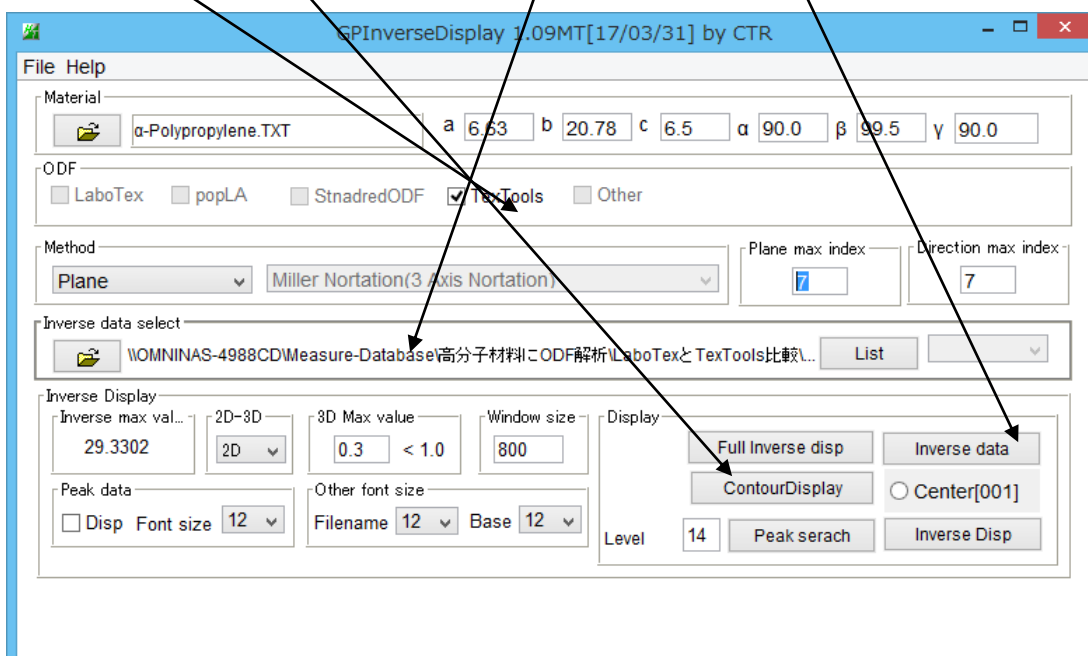 GPInverseDisplay 1.09MT[17/03/31] by CTR
File Help
Material
α-Polypropylene.TXT a 6.63 b 20.78 c 6.5 α 90.0 β 99.5 γ 90.0
ODF
LaboTex popLA StnadredODF TexTools Other
Method Plane max index Direction max index
Plane Miller Nortation(3 Axis Nortation) 7 7
Inverse data select
\\OMNINAS-4988CD\Measure-Database\高分子材料にODF解析\LaboTexとTexTools比較\... List
Inverse Display
Inverse max val... 2D-3D 3D Max value Window size Display
29.3302 2D 0.3 < 1.0 800 Full Inverse disp Inverse data
Peak data Other font size ContourDisplay Center[001]
Disp Font size 12 Filename 12 Base 12 Level 14 Peak serach Inverse Disp